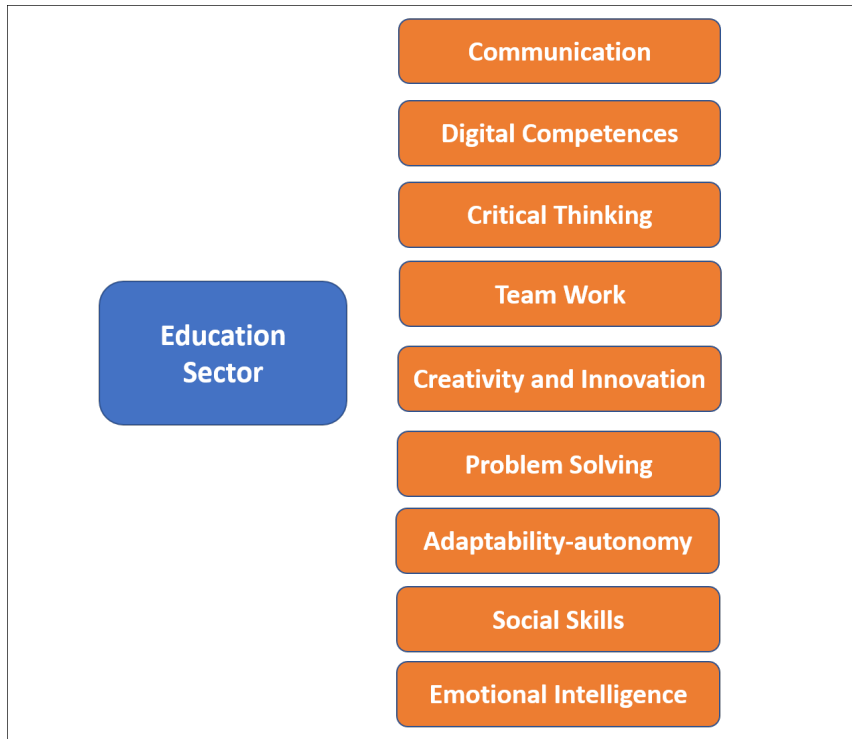 Communication
Digital Competences
Critical Thinking
Team Work
Education
Sector
Creativity and Innovation
Problem Solving
Adaptability-autonomy
Social Skills
Emotional Intelligence